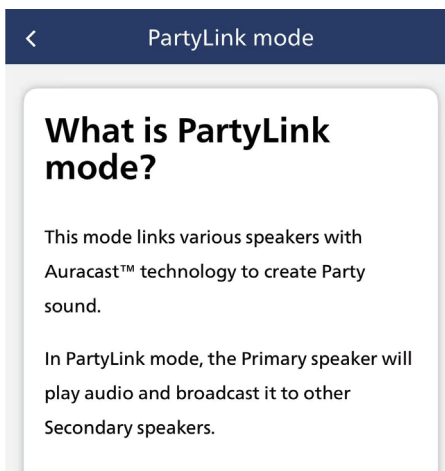 PartyLink mode
What is PartyLink
mode?
This mode links various speakers with
Auracast™ technology to create Party
sound.
In PartyLink mode, the Primary speaker will
play audio and broadcast it to other
Secondary speakers.